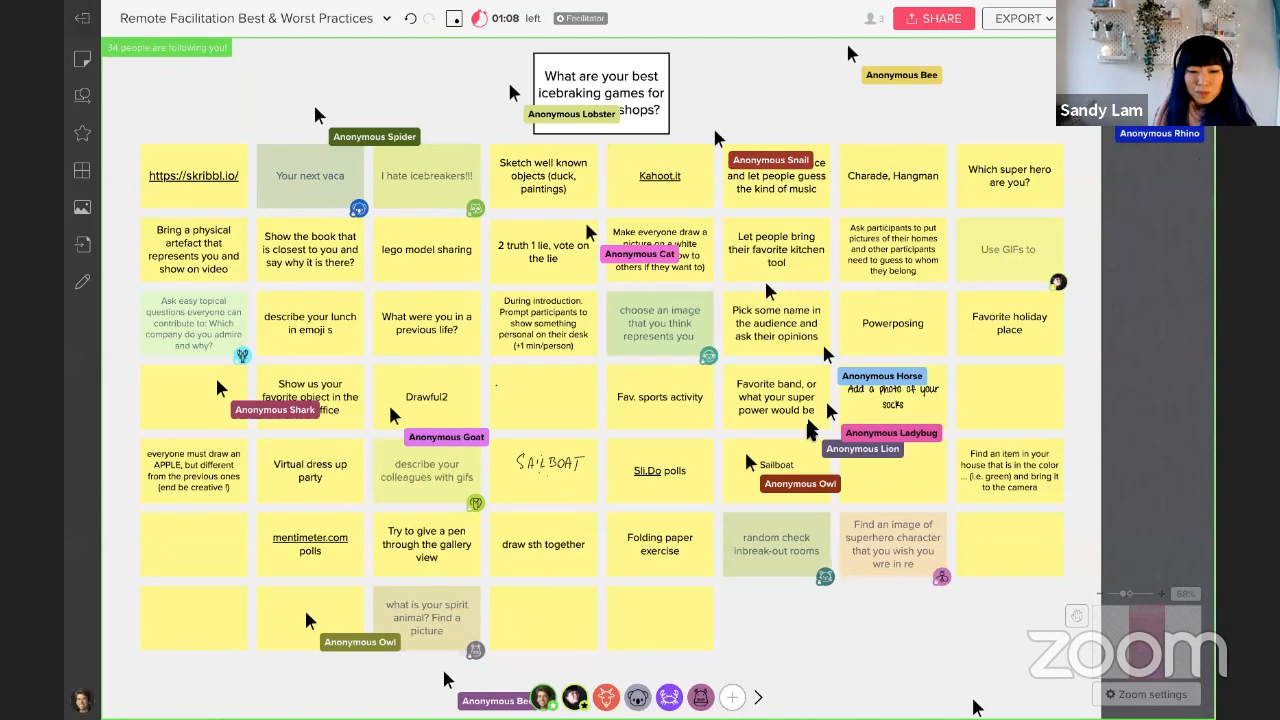 Remote Facilitation Best & Worst Practices
01:08 left
Facilitator
3
SHARE
EXPORT
34 people are following you!
Sandy Lam
What are your best
icebraking games for
shops?
Anonymous Bee
Anonymous Lobster
Anonymous Spider
Anonymous Rhino
Anonymous Snail
https://skribbl.io/
Your next vaca
I hate icebreakers!!!
Sketch well known
objects (duck,
paintings)
Kahoot.it
and let people guess
the kind of music
Charade, Hangman
Which super hero
are you?
Bring a physical
artefact that
represents you and
show on video
Show the book that
is closest to you and
say why it is there?
lego model sharing
2 truth 1 lie, vote on
the lie
Make everyone draw a
picture on a white
Anonymous Cat
others if they want to)
Let people bring
their favorite kitchen
tool
Ask participants to put
pictures of their homes
and other participants
need to guess to whom
they belong
Use GIFs to
Ask easy topical
questions everyone can
contribute to: Which
company do you admire
and why?
describe your lunch
in emoji s
What were you in a
previous life?
During introduction.
Prompt participants to
show something
personal on their desk
(+1 min/person)
choose an image
that you think
represents you
Pick some name in
the audience and
ask their opinions
Powerposing
Favorite holiday
place
Anonymous Horse
Show us your
favorite object in the
Anonymous Shark
Drawful2
Anonymous Goat
Fav. sports activity
Favorite band, or
what your super
power would be
Add a photo of your
socks
Anonymous Ladybug
Anonymous Lion
everyone must draw an
APPLE, but different
from the previous ones
(end be creative !)
Virtual dress up
party
describe your
colleagues with gifs
SAILBOAT
Sli.Do polls
Sailboat
Anonymous Owl
Find an item in your
house that is in the color
... (i.e. green) and bring it
to the camera
mentimeter.com
polls
Try to give a pen
through the gallery
view
draw sth together
Folding paper
exercise
random check
inbreak-out rooms
Find an image of
superhero character
that you wish you
wre in re
what is your spirit
animal? Find a
picture
Anonymous Owl
Anonymous Bee
68%
zoom
Zoom settings